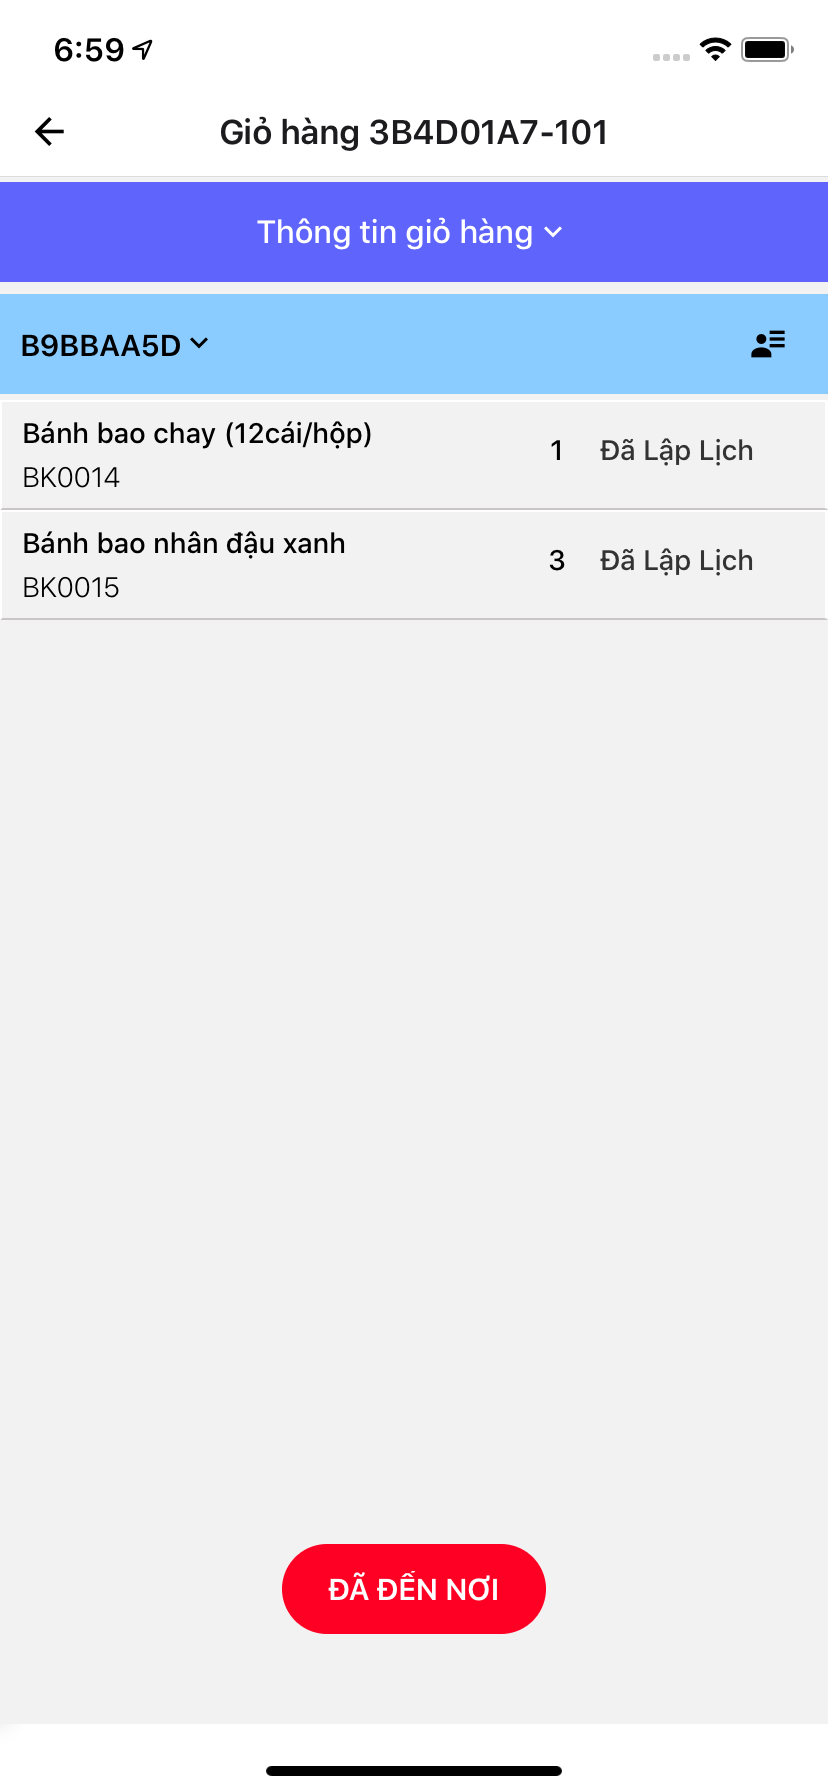 6:59
Giỏ hàng 3B4D01A7-101
Thông tin giỏ hàng
B9BBAA5D
Bánh bao chay (12cái/hộp)
BK0014
1
Đã Lập Lịch
Bánh bao nhân đậu xanh
BK0015
3
Đã Lập Lịch
ĐÃ ĐẾN NƠI